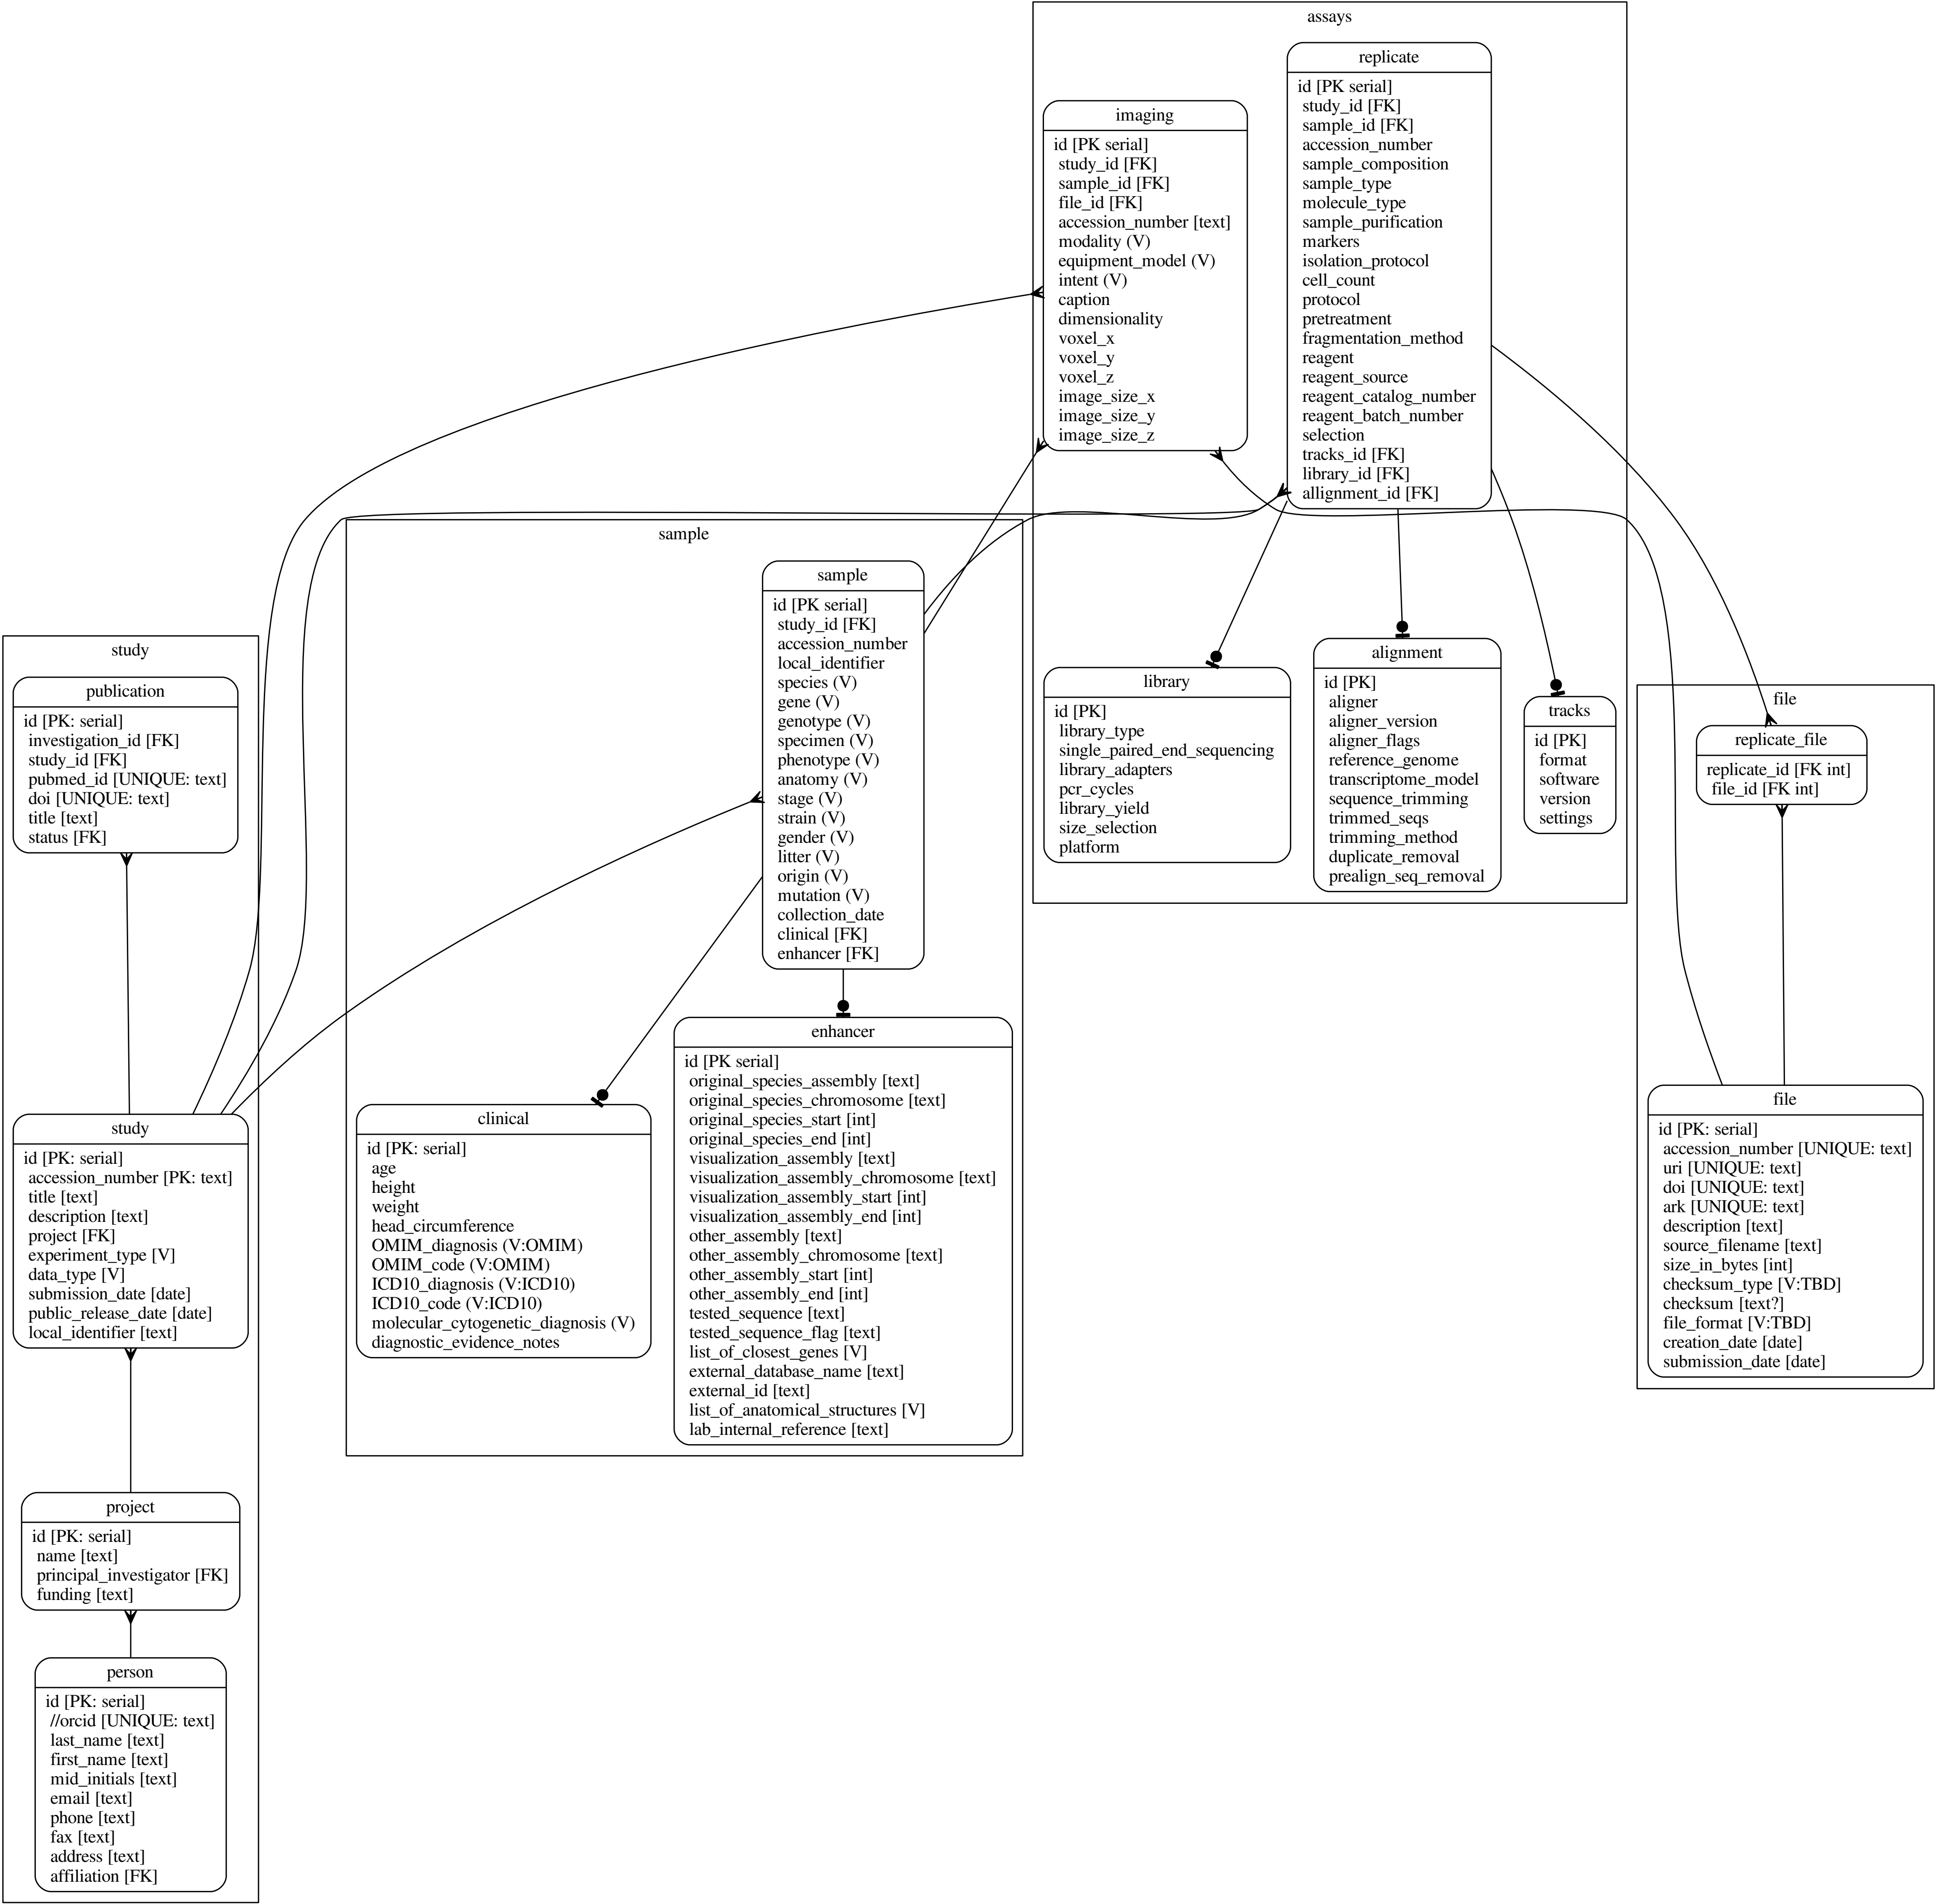 assays
replicate
id [PK serial]
study_id [FK]
sample_id [FK]
accession_number
sample_composition
sample_type
molecule_type
sample_purification
markers
isolation_protocol
cell_count
protocol
pretreatment
fragmentation_method
reagent
reagent_source
reagent_catalog_number
reagent_batch_number
selection
tracks_id [FK]
library_id [FK]
allignment_id [FK]
imaging
id [PK serial]
study_id [FK]
sample_id [FK]
file_id [FK]
accession_number [text]
modality (V)
equipment_model (V)
intent (V)
caption
dimensionality
voxel_x
voxel_y
voxel_z
image_size_x
image_size_y
image_size_z
library
id [PK]
library_type
single_paired_end_sequencing
library_adapters
pcr_cycles
library_yield
size_selection
platform
alignment
id [PK]
aligner
aligner_version
aligner_flags
reference_genome
transcriptome_model
sequence_trimming
trimmed_seqs
trimming_method
duplicate_removal
prealign_seq_removal
tracks
id [PK]
format
software
version
settings
sample
sample
id [PK serial]
study_id [FK]
accession_number
local_identifier
species (V)
gene (V)
genotype (V)
specimen (V)
phenotype (V)
anatomy (V)
stage (V)
strain (V)
gender (V)
litter (V)
origin (V)
mutation (V)
collection_date
clinical [FK]
enhancer [FK]
clinical
id [PK: serial]
age
height
weight
head_circumference
OMIM_diagnosis (V:OMIM)
OMIM_code (V:OMIM)
ICD10_diagnosis (V:ICD10)
ICD10_code (V:ICD10)
molecular_cytogenetic_diagnosis (V)
diagnostic_evidence_notes
enhancer
id [PK serial]
original_species_assembly [text]
original_species_chromosome [text]
original_species_start [int]
original_species_end [int]
visualization_assembly [text]
visualization_assembly_chromosome [text]
visualization_assembly_start [int]
visualization_assembly_end [int]
other_assembly [text]
other_assembly_chromosome [text]
other_assembly_start [int]
other_assembly_end [int]
tested_sequence [text]
tested_sequence_flag [text]
list_of_closest_genes [V]
external_database_name [text]
external_id [text]
list_of_anatomical_structures [V]
lab_internal_reference [text]
study
publication
id [PK: serial]
investigation_id [FK]
study_id [FK]
pubmed_id [UNIQUE: text]
doi [UNIQUE: text]
title [text]
status [FK]
study
id [PK: serial]
accession_number [PK: text]
title [text]
description [text]
project [FK]
experiment_type [V]
data_type [V]
submission_date [date]
public_release_date [date]
local_identifier [text]
project
id [PK: serial]
name [text]
principal_investigator [FK]
funding [text]
person
id [PK: serial]
//orcid [UNIQUE: text]
last_name [text]
first_name [text]
mid_initials [text]
email [text]
phone [text]
fax [text]
address [text]
affiliation [FK]
file
replicate_file
replicate_id [FK int]
file_id [FK int]
file
id [PK: serial]
accession_number [UNIQUE: text]
uri [UNIQUE: text]
doi [UNIQUE: text]
ark [UNIQUE: text]
description [text]
source_filename [text]
size_in_bytes [int]
checksum_type [V:TBD]
checksum [text?]
file_format [V:TBD]
creation_date [date]
submission_date [date]